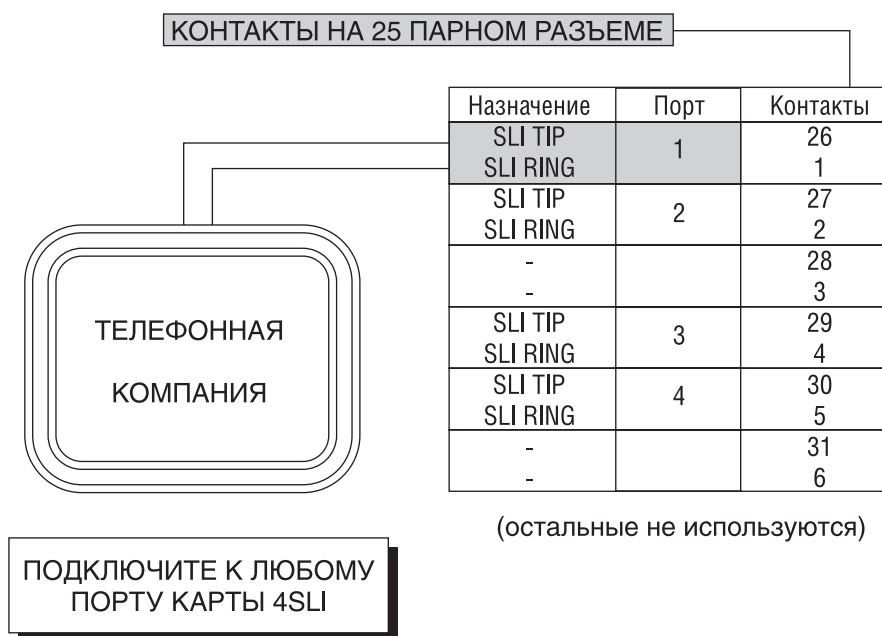 КОНТАКТЫ НА 25 ПАРНОМ РАЗЪЕМЕ
Назначение Порт Контакты
SLI TIP 1 26
SLI RING 1
SLI TIP 2 27
SLI RING 2
- 28
- 3
SLI TIP 3 29
SLI RING 4
SLI TIP 4 30
SLI RING 5
- 31
- 6
(остальные не используются)
ТЕЛЕФОННАЯ
КОМПАНИЯ
ПОДКЛЮЧИТЕ К ЛЮБОМУ
ПОРТУ КАРТЫ 4SLI